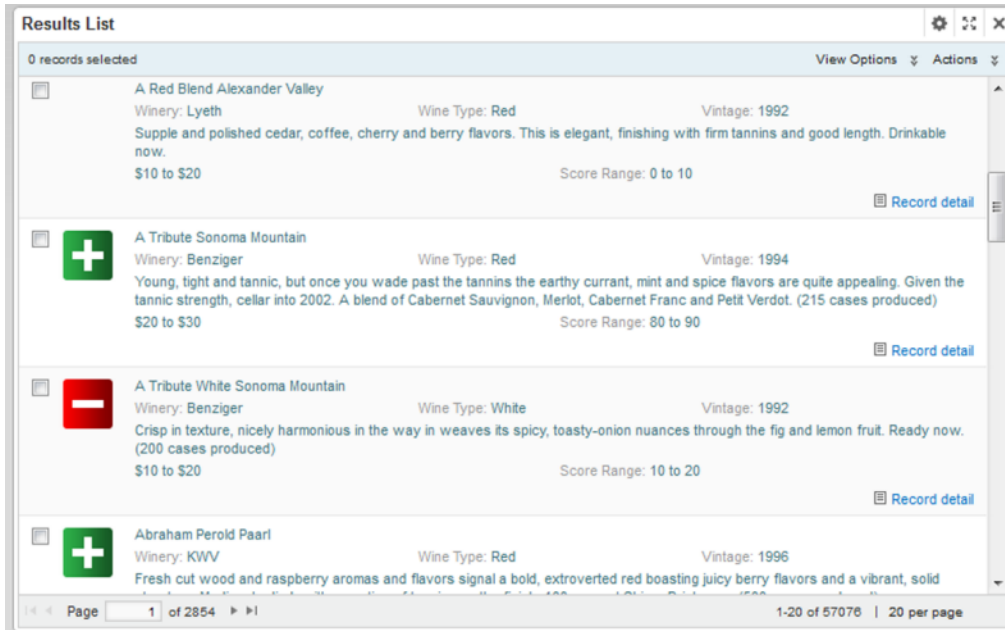 Results List
0 records selected View Options Actions
A Red Blend Alexander Valley
Winery: Lyeth Wine Type: Red Vintage: 1992
Supple and polished cedar, coffee, cherry and berry flavors. This is elegant, finishing with firm tannins and good length. Drinkable
now.
$10 to $20 Score Range: 0 to 10
Record detail
A Tribute Sonoma Mountain
Winery: Benziger Wine Type: Red Vintage: 1994
Young, tight and tannic, but once you wade past the tannins the earthy currant, mint and spice flavors are quite appealing. Given the
tannic strength, cellar into 2002. A blend of Cabernet Sauvignon, Merlot, Cabernet Franc and Petit Verdot. (215 cases produced)
$20 to $30 Score Range: 80 to 90
Record detail
A Tribute White Sonoma Mountain
Winery: Benziger Wine Type: White Vintage: 1992
Crisp in texture, nicely harmonious in the way in weaves its spicy, toasty-onion nuances through the fig and lemon fruit. Ready now.
(200 cases produced)
$10 to $20 Score Range: 10 to 20
Record detail
Abraham Perold Paarl
Winery: KWV Wine Type: Red Vintage: 1996
Fresh cut wood and raspberry aromas and flavors signal a bold, extroverted red boasting juicy berry flavors and a vibrant, solid
Page 1 of 2854 1-20 of 57076 | 20 per page